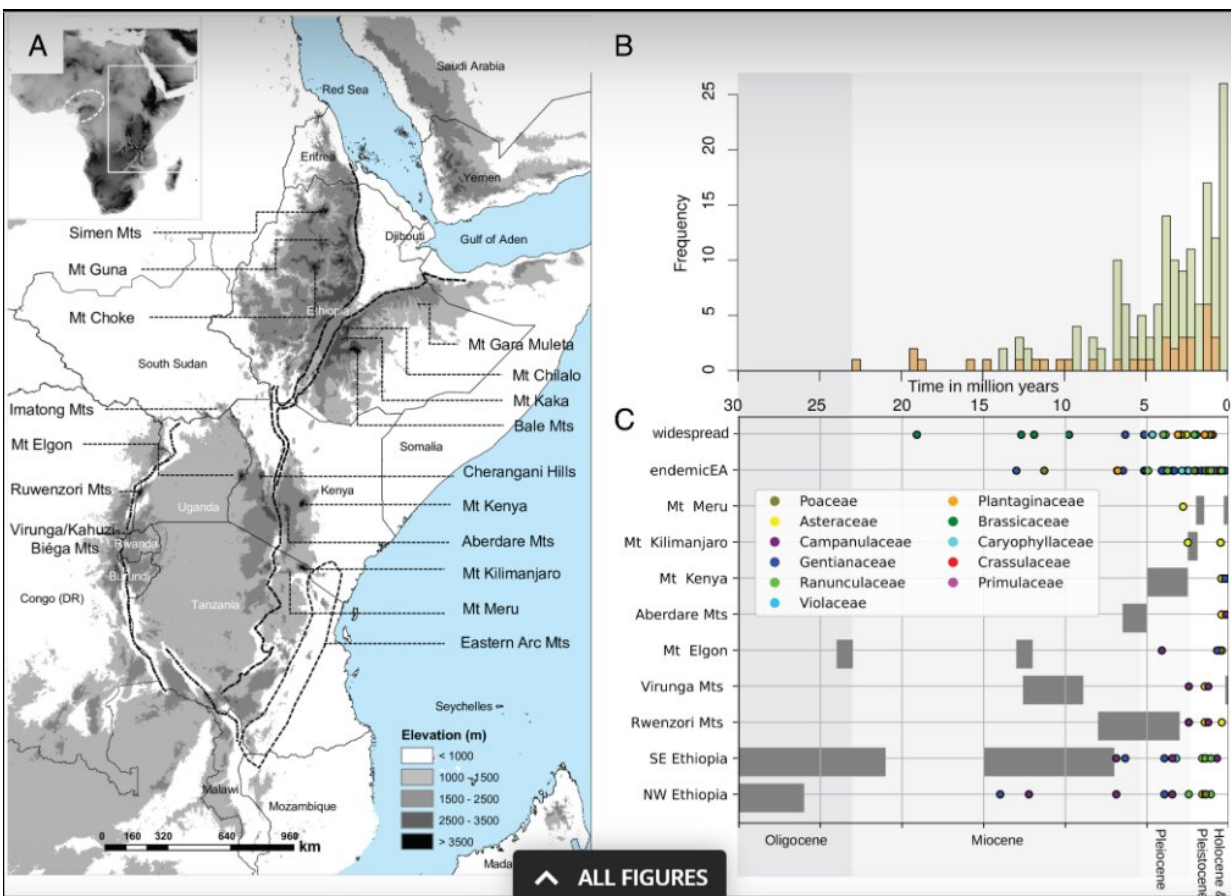 A
Saudi Arabia
Red Sea
Eritrea
Yemen
Simen Mts
Djibouti
Gulf of Aden
Mt Guna
Ethiopia
Mt Choke
Mt Gara Muleta
South Sudan
Mt Chilalo
Mt Kaka
Imatong Mts
Bale Mts
Mt Elgon
Somalia
Cherangani Hills
Ruwenzori Mts
Uganda
Kenya
Mt Kenya
Virunga/Kahuzi
Biéga Mts
Rwanda
Aberdare Mts
Burundi
Mt Kilimanjaro
Congo (DR)
Tanzania
Mt Meru
Eastern Arc Mts
Seychelles
Elevation (m)
< 1000
1000 - 1500
1500 - 2500
2500 - 3500
> 3500
Malawi
Mozambique
0 160 320 640 960
km
Mada
B
Frequency
25
20
15
10
5
0
Time in million years
30 25 20 15 10 5 0
C
widespread
endemicEA
Mt Meru
Mt Kilimanjaro
Mt Kenya
Aberdare Mts
Mt Elgon
Virunga Mts
Rwenzori Mts
SE Ethiopia
NW Ethiopia
Poaceae
Asteraceae
Campanulaceae
Gentianaceae
Ranunculaceae
Violaceae
Plantaginaceae
Brassicaceae
Caryophyllaceae
Crassulaceae
Primulaceae
Oligocene
Miocene
Pleiocene
Pleistocene
Holocene &
ALL FIGURES